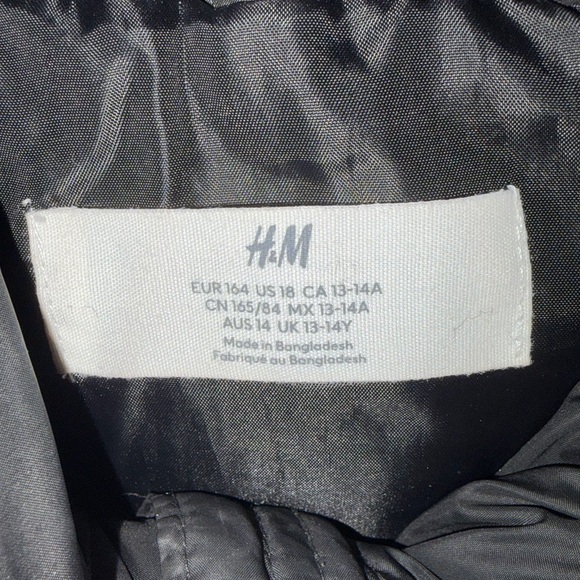 H&M
EUR 164 US 18 CA 13-14A
CN 165/84 MX 13-14A
AUS 14 UK 13-14Y
Made in Bangladesh
Fabriqué au Bangladesh